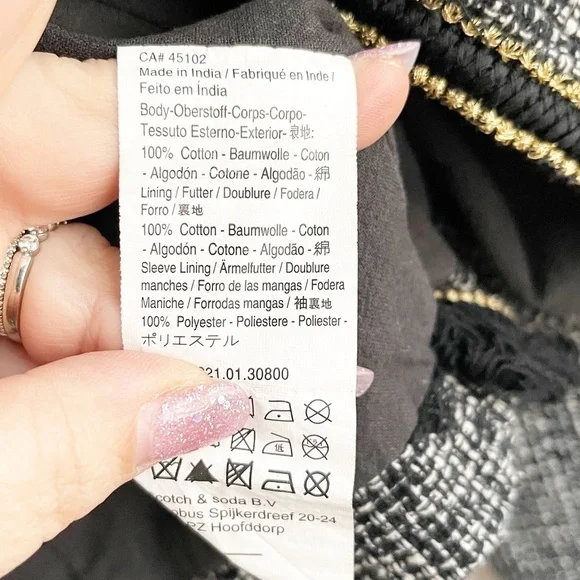 CA# 45102
Made in India / Fabriqué en Inde /
Feito em Índia
Body-Oberstoff-Corps-Corpo-
Tessuto Esterno-Exterior- 表地:
100% Cotton - Baumwolle - Coton
- Algodón - Cotone - Algodão - 綿
Lining / Futter / Doublure / Fodera /
Forro / 裏地
100% Cotton - Baumwolle - Coton
- Algodón - Cotone - Algodão - 綿
Sleeve Lining / Ärmelfutter / Doublure
manches / Forro de las mangas / Fodera
Maniche / Forrodas mangas / 袖裏地
100% Polyester - Poliestere - Poliester -
ポリエステル
21.01.30800
低
cotch & soda B.V
obus Spijkerdreef 20-24
RZ Hoofddorp